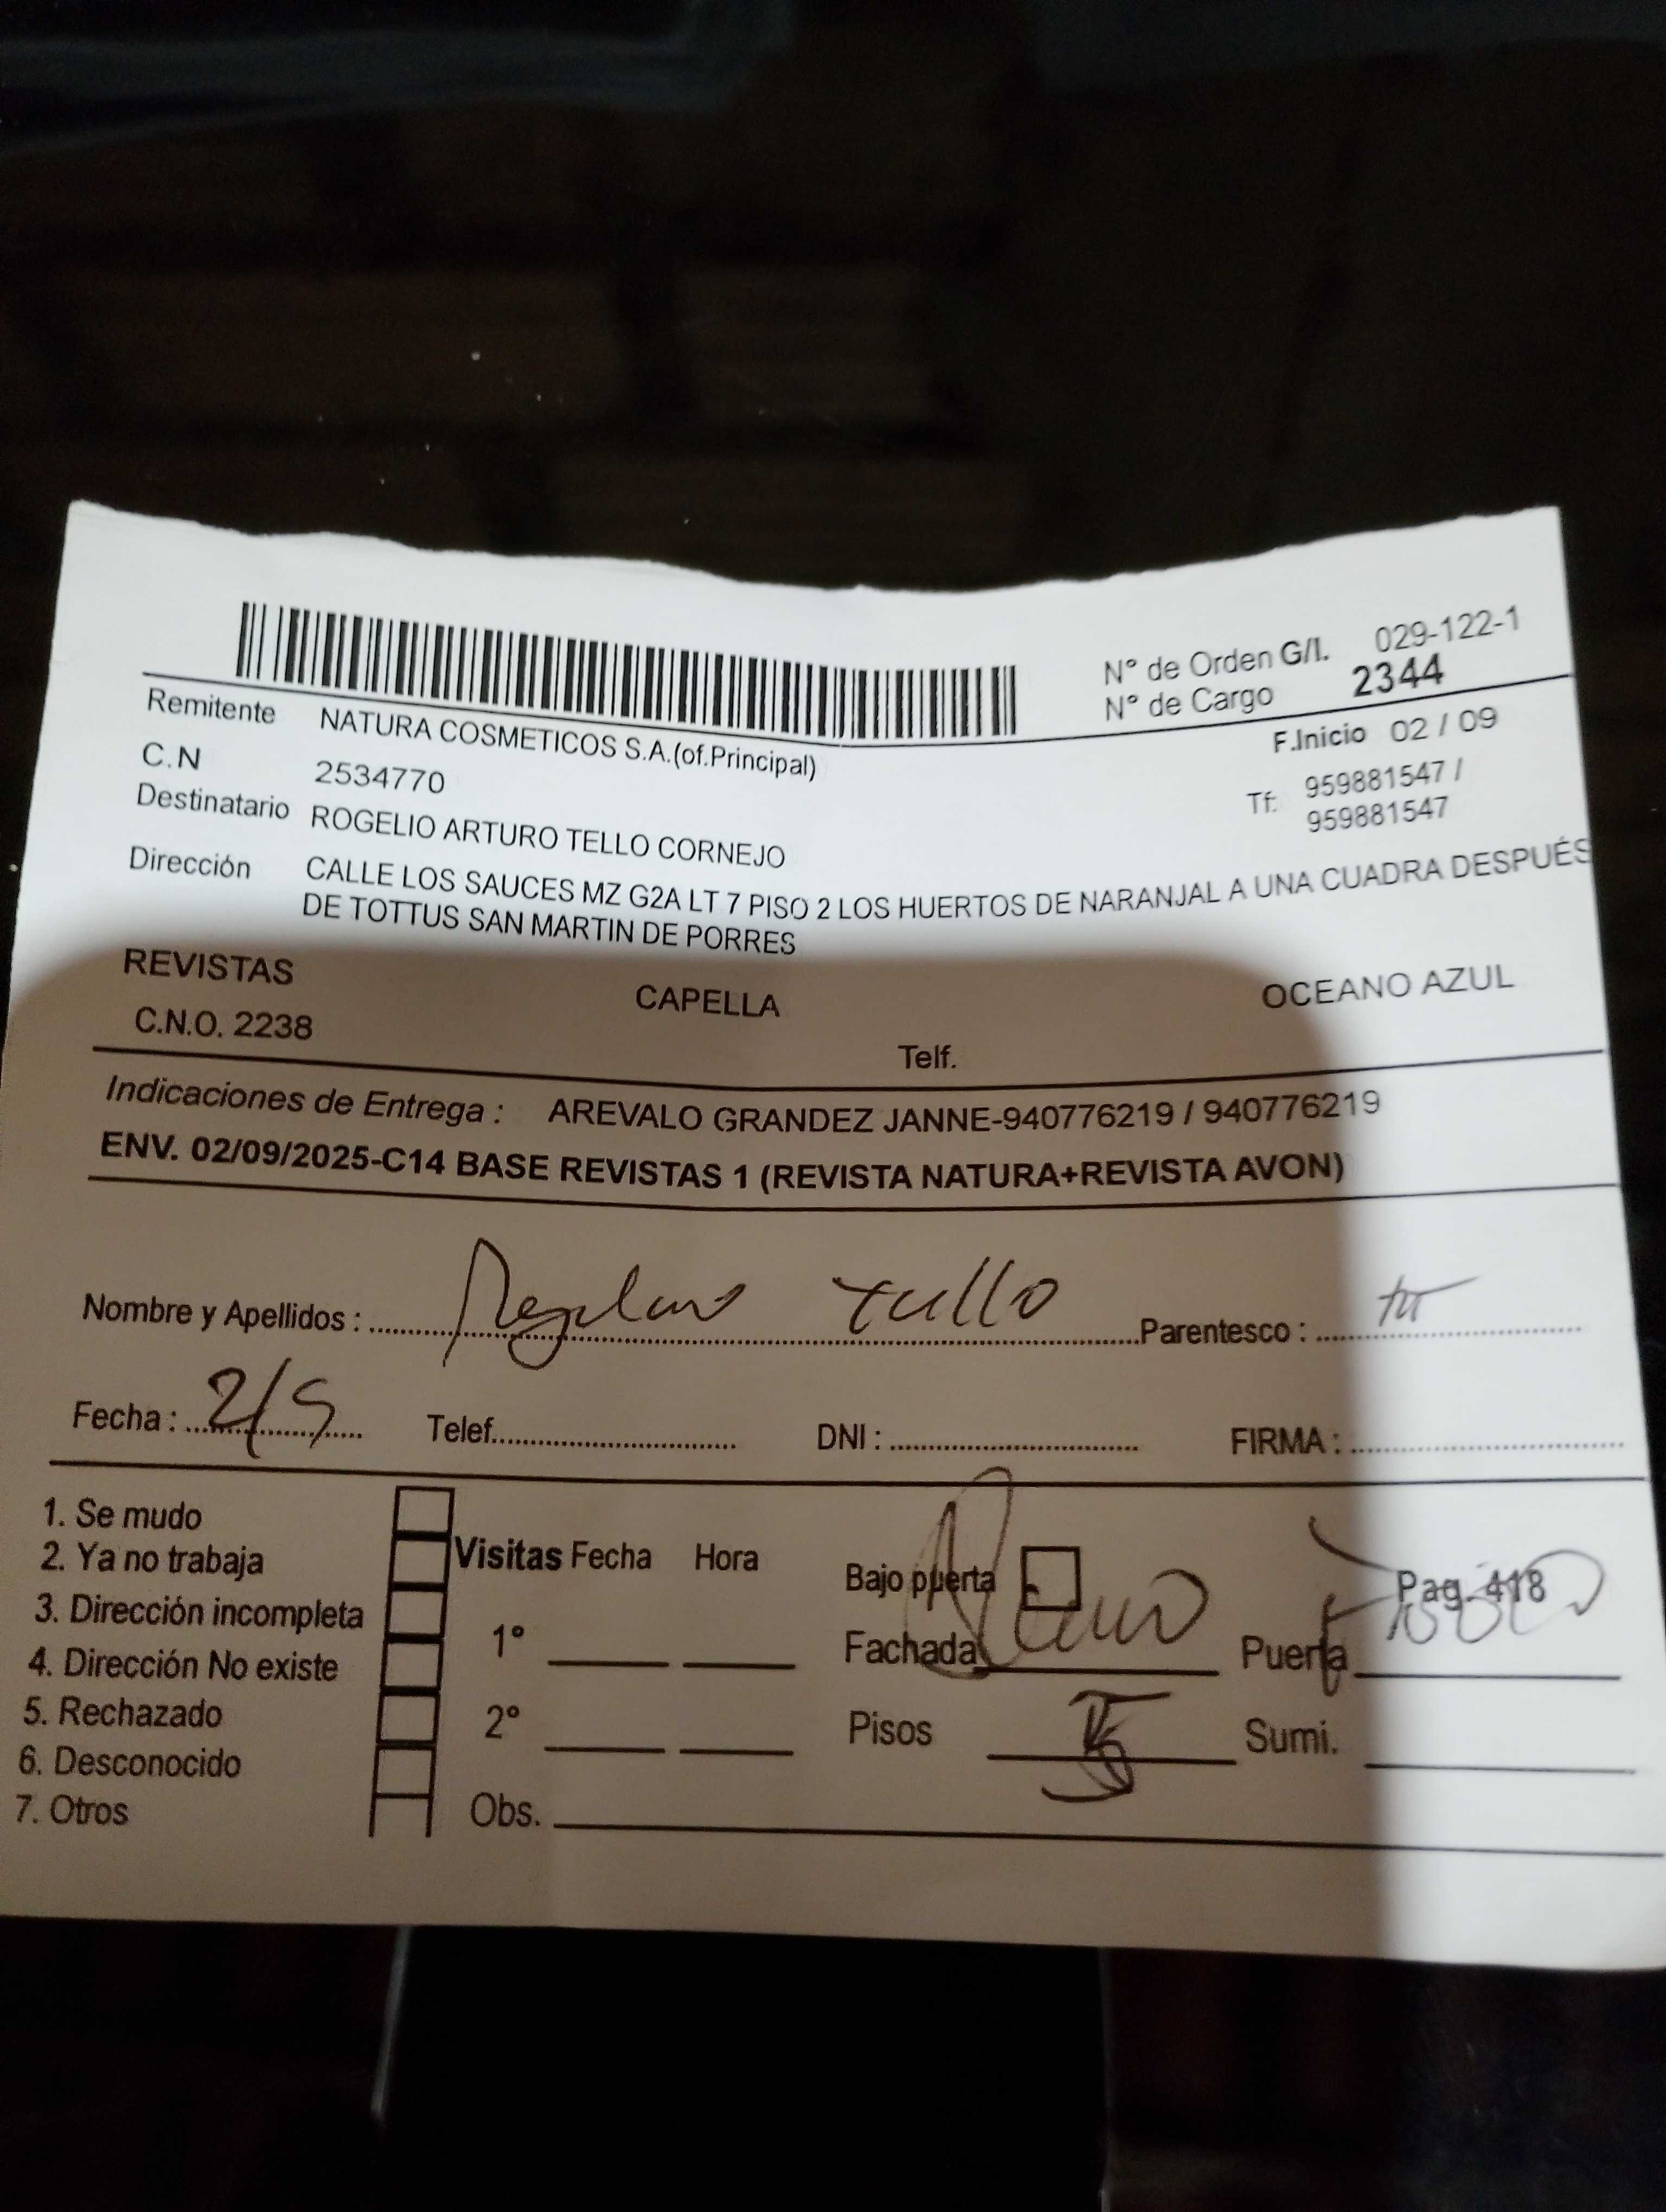 N° de Orden G/I. 029-122-1
N° de Cargo 2344
Remitente NATURA COSMETICOS S.A.(of.Principal)
F.Inicio 02 / 09
C.N 2534770
Tf: 959881547 /
959881547
Destinatario ROGELIO ARTURO TELLO CORNEJO
Dirección CALLE LOS SAUCES MZ G2A LT 7 PISO 2 LOS HUERTOS DE NARANJAL A UNA CUADRA DESPUÉS
DE TOTTUS SAN MARTIN DE PORRES
REVISTAS CAPELLA OCEANO AZUL
C.N.O. 2238 Telf.
Indicaciones de Entrega : AREVALO GRANDEZ JANNE-940776219 / 940776219
ENV. 02/09/2025-C14 BASE REVISTAS 1 (REVISTA NATURA+REVISTA AVON)
Nombre y Apellidos : Tello Parentesco :
Fecha : Telef. DNI : FIRMA :
1. Se mudo
2. Ya no trabaja
3. Dirección incompleta
4. Dirección No existe
5. Rechazado
6. Desconocido
7. Otros
Visitas Fecha Hora
1°
2°
Obs.
Bajo puerta Pag. 418
Fachada Puerta
Pisos Sumi.